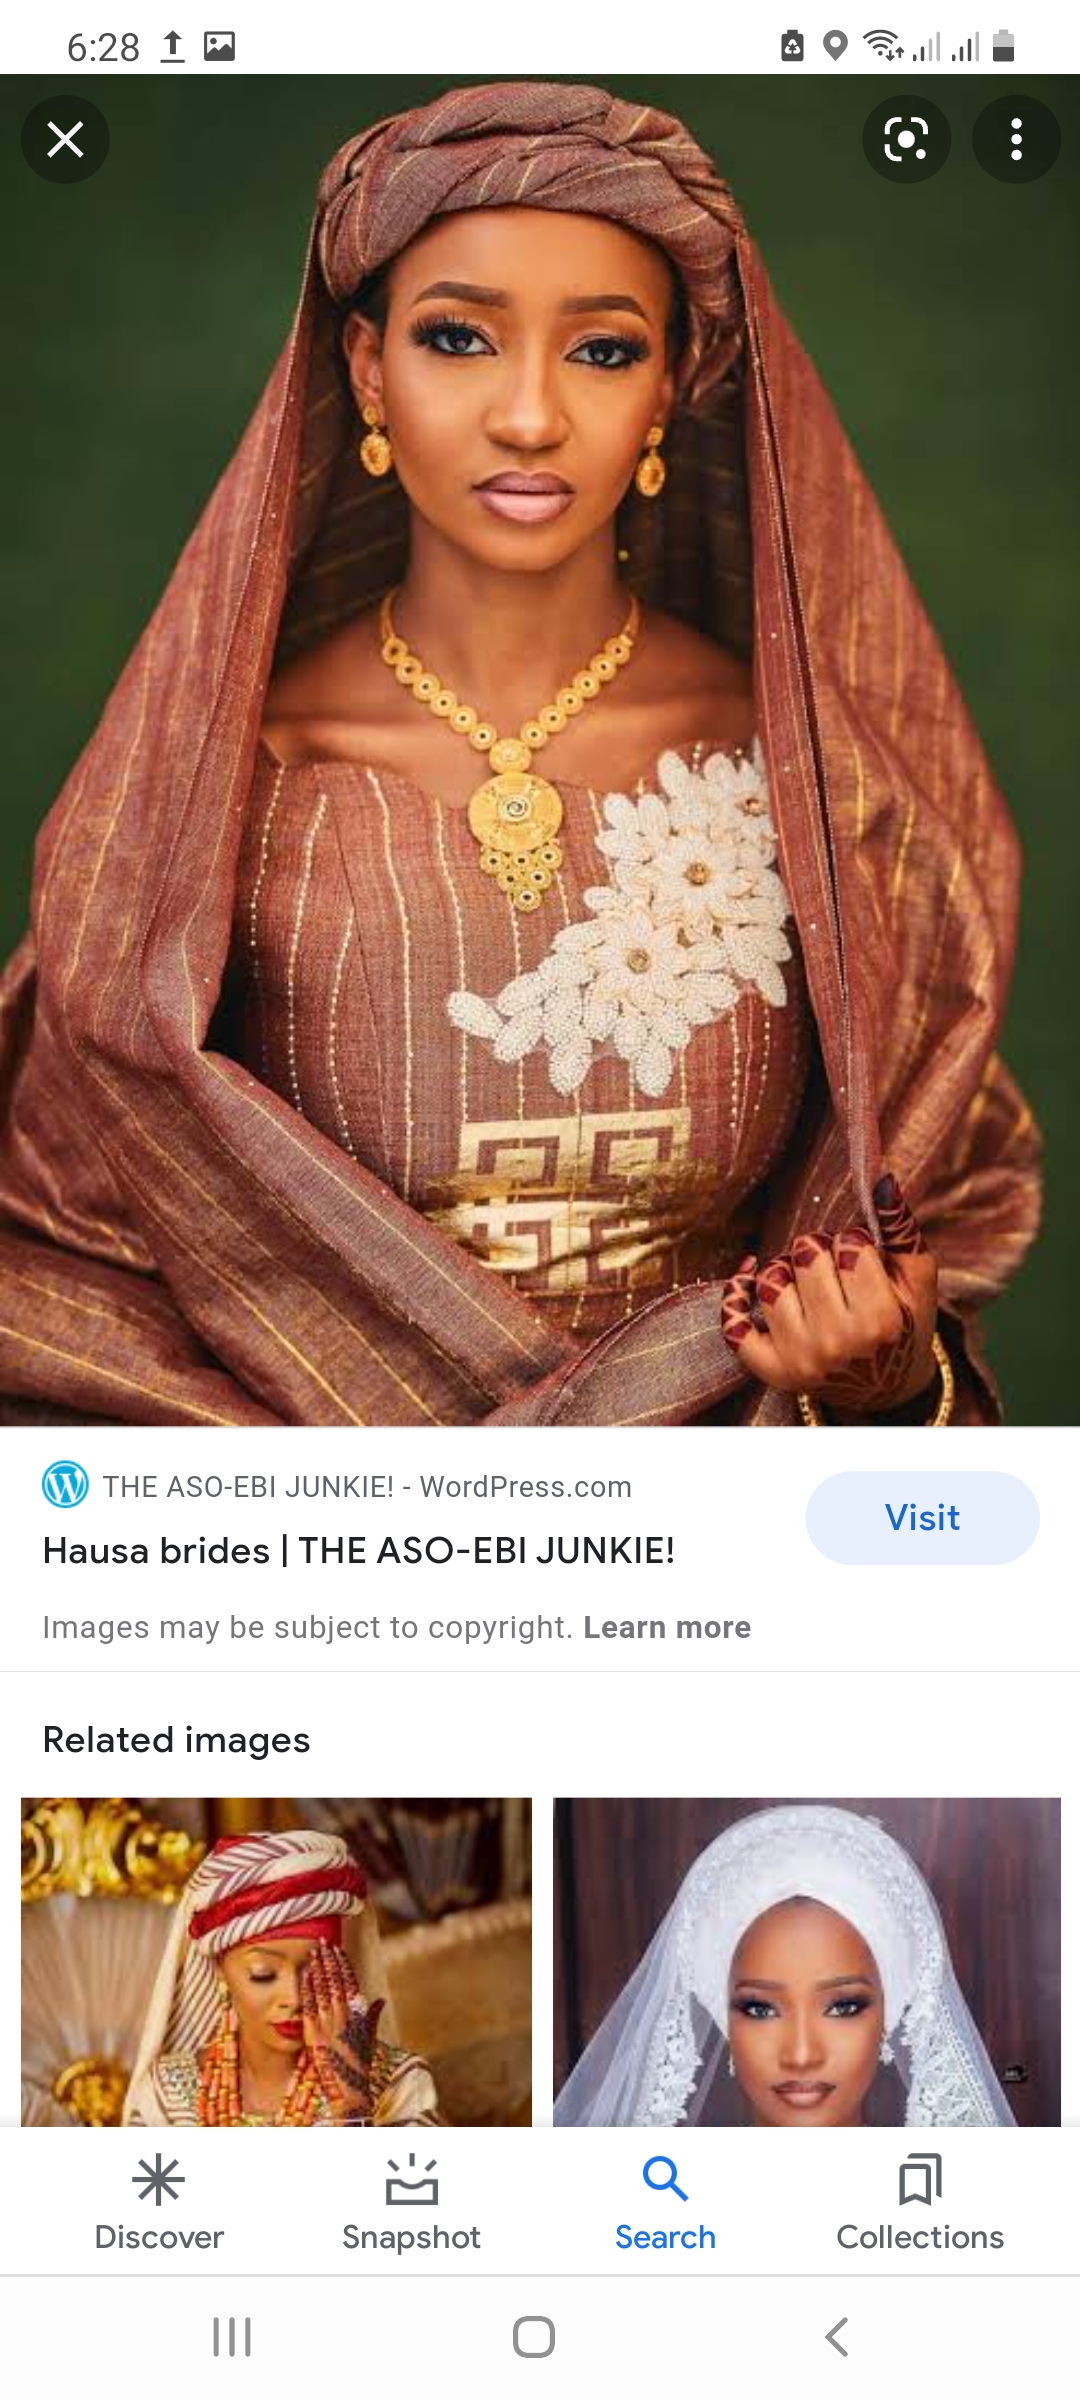 6:28
THE ASO-EBI JUNKIE! - WordPress.com
Visit
Hausa brides | THE ASO-EBI JUNKIE!
Images may be subject to copyright. Learn more
Related images
Discover
Snapshot
Search
Collections